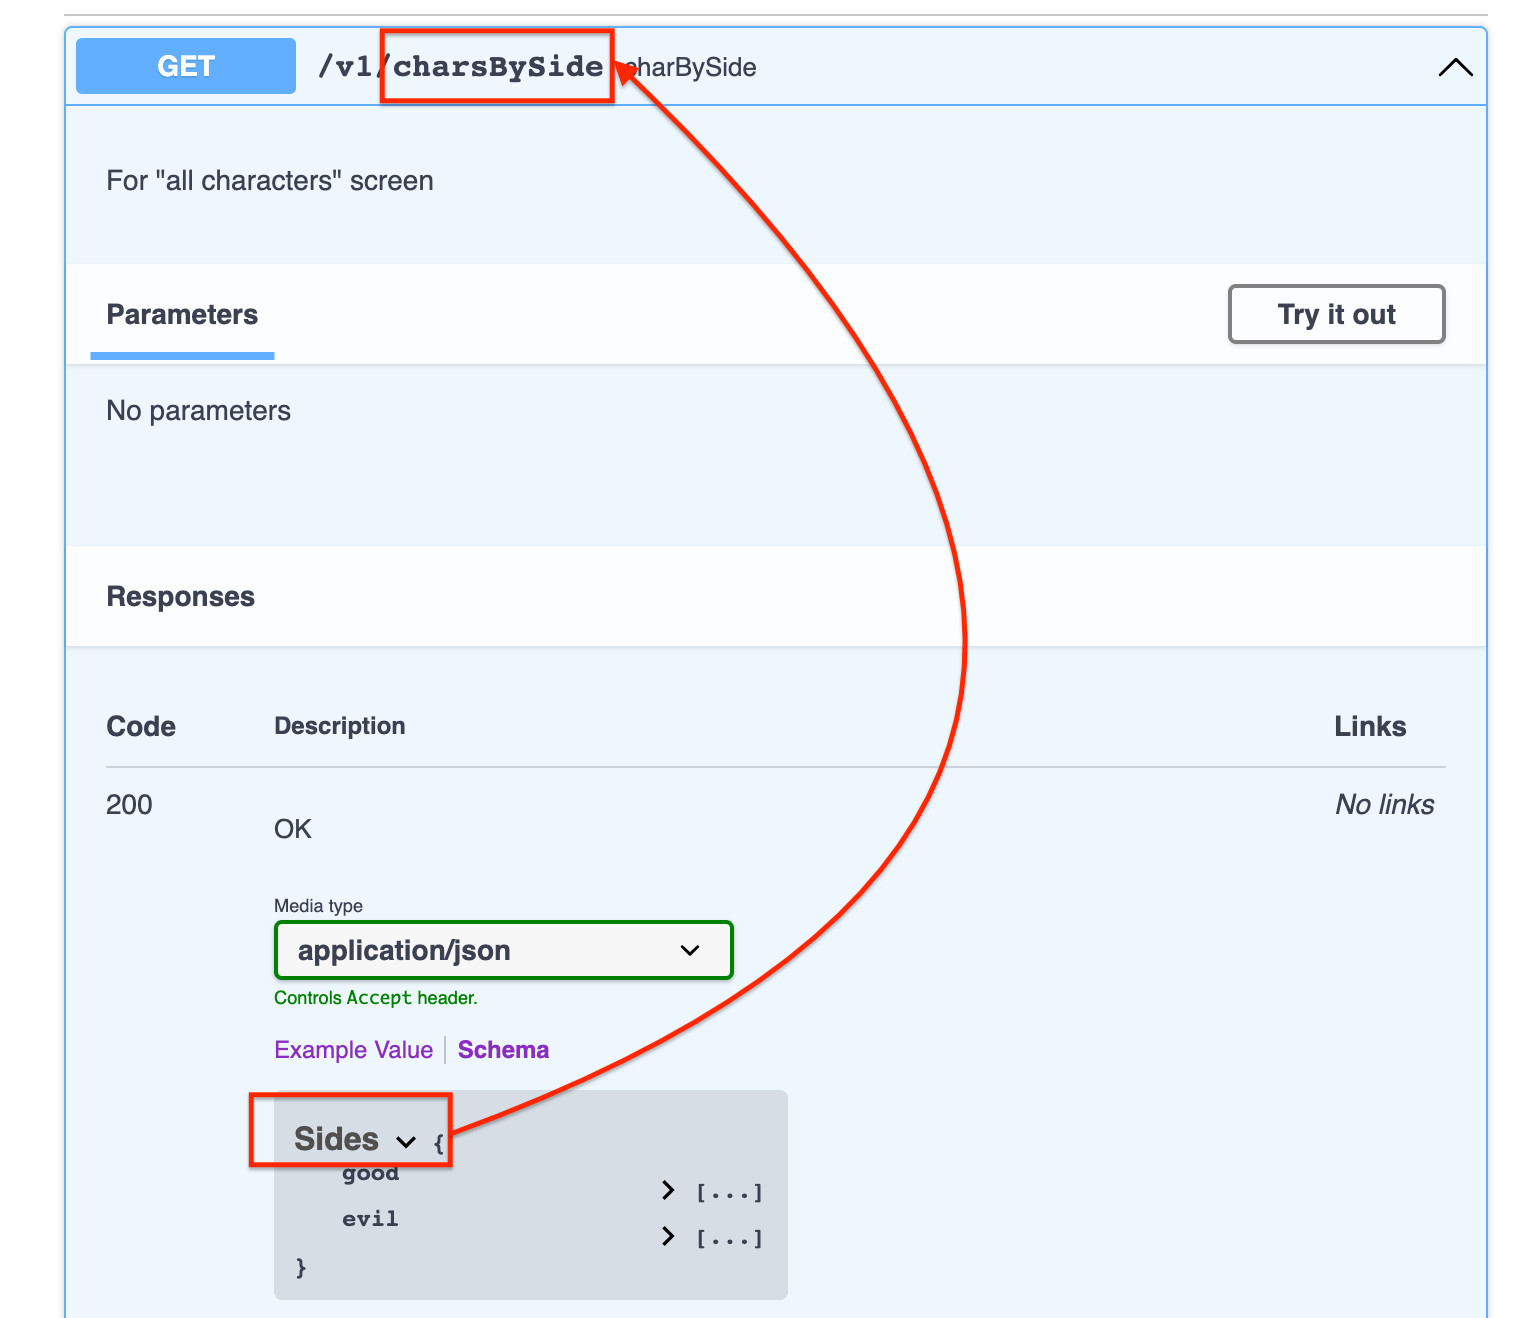 GET /v1/charsBySide charBySide
For "all characters" screen
Parameters Try it out
No parameters
Responses
Code Description Links
200 No links
OK
Media type
application/json
Controls Accept header.
Example Value Schema
Sides {
good
[...]
evil
[...]
}